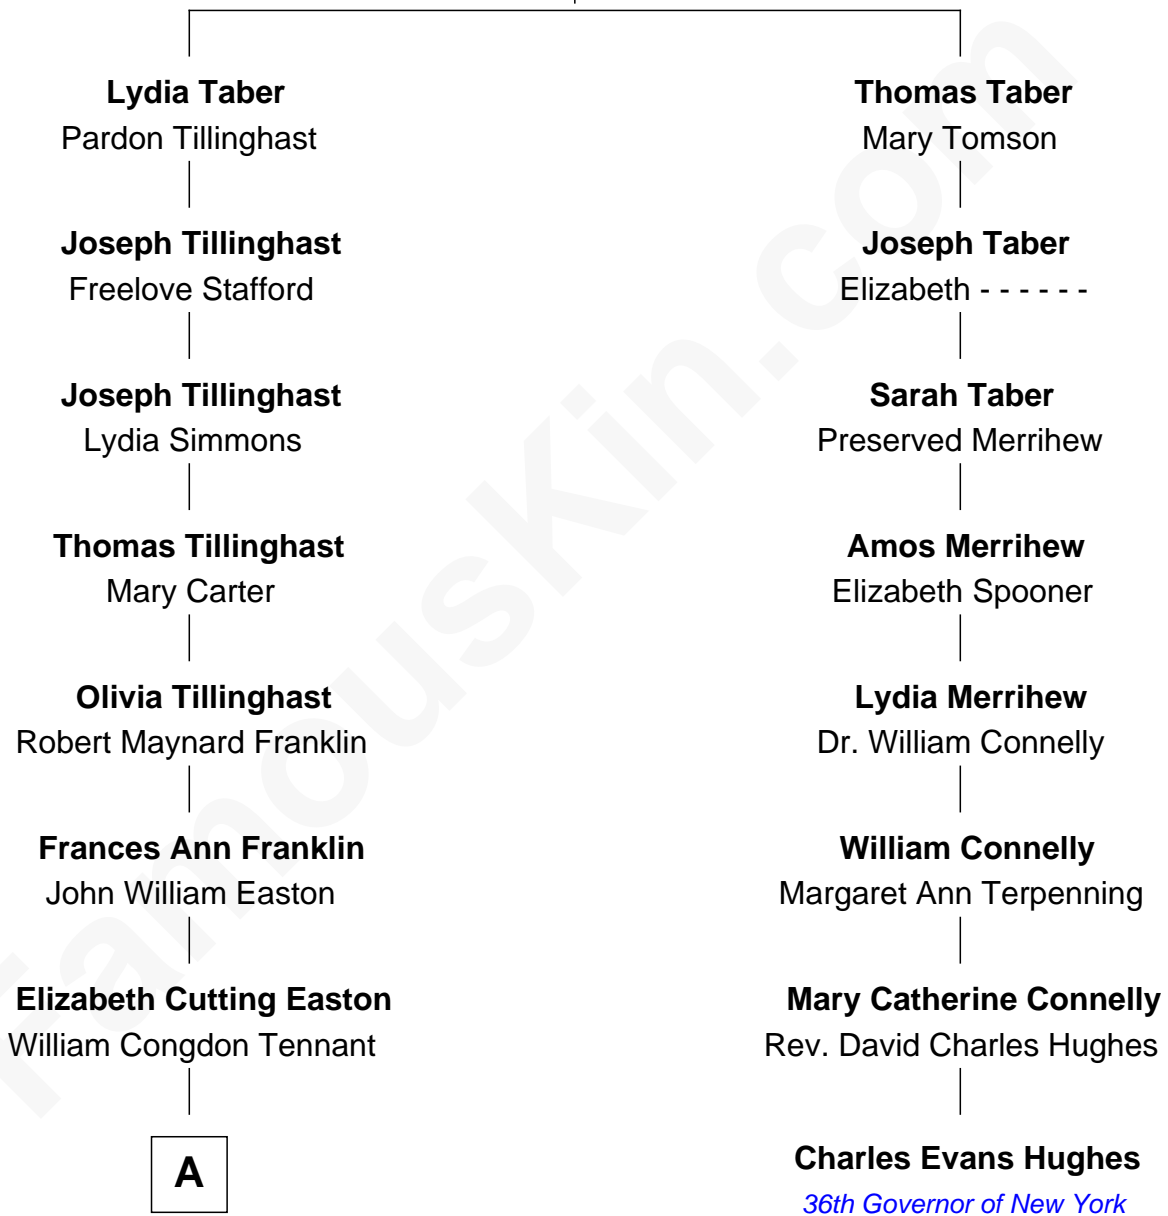 Lydia Taber
Pardon Tillinghast
Thomas Taber
Mary Tomson
Joseph Tillinghast
Freelove Stafford
Joseph Taber
Elizabeth - - - - - -
Joseph Tillinghast
Lydia Simmons
Sarah Taber
Preserved Merrihew
Thomas Tillinghast
Mary Carter
Amos Merrihew
Elizabeth Spooner
Olivia Tillinghast
Robert Maynard Franklin
Lydia Merrihew
Dr. William Connelly
Frances Ann Franklin
John William Easton
William Connelly
Margaret Ann Terpenning
Elizabeth Cutting Easton
William Congdon Tennant
Mary Catherine Connelly
Rev. David Charles Hughes
A
Charles Evans Hughes
36th Governor of New York
FamousKin.com